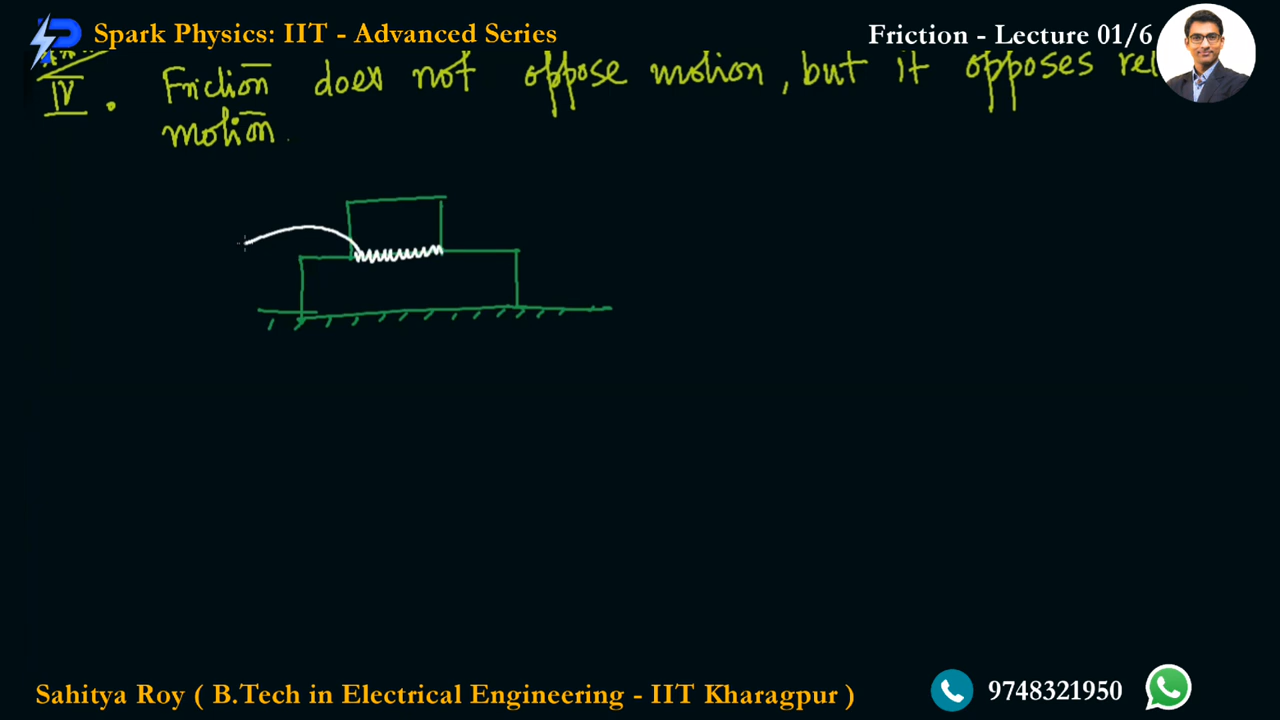 Spark Physics: IIT - Advanced Series
Friction - Lecture 01/6
IV. Friction does not oppose motion, but it opposes rel
motion.
Sahitya Roy ( B.Tech in Electrical Engineering - IIT Kharagpur )
9748321950